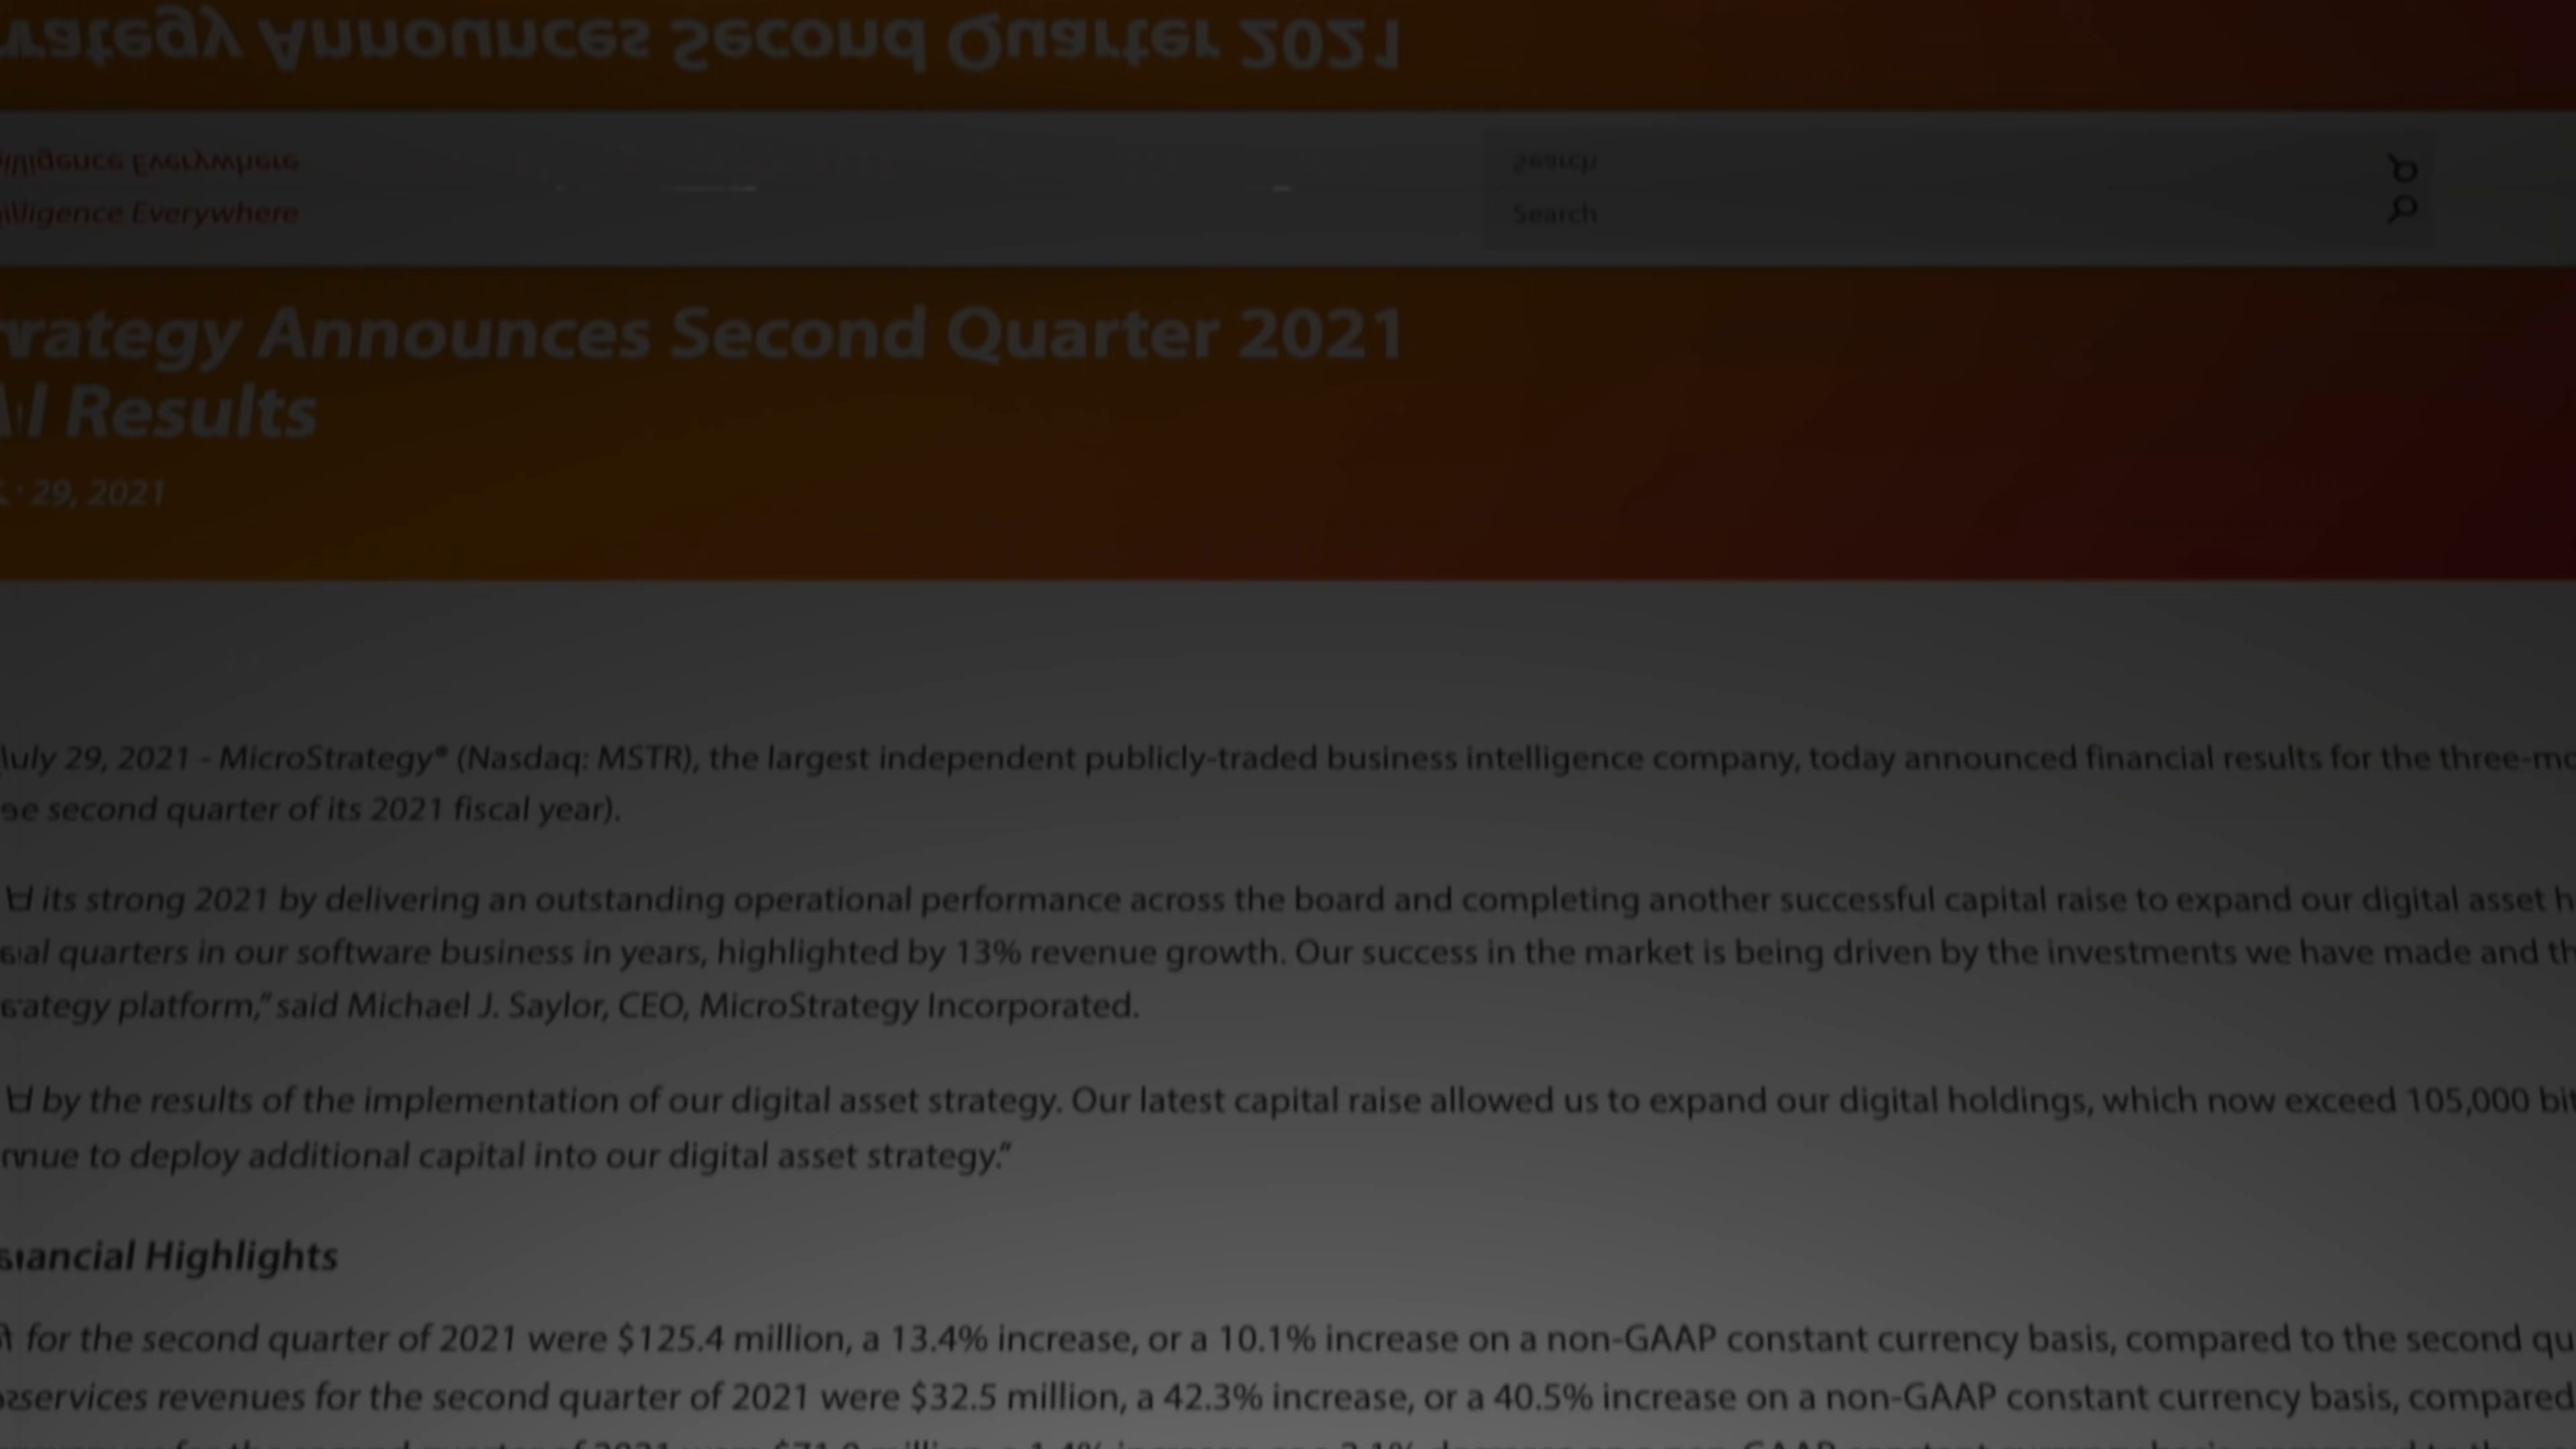 Announces Second Quarter 2021
Everywhere
Search
Everywhere
Search
Announces Second Quarter 2021
Results
29, 2021
29, 2021 - MicroStrategy® (Nasdaq: MSTR), the largest independent publicly-traded business intelligence company, today announced financial results for the
second quarter of its 2021 fiscal year).
its strong 2021 by delivering an outstanding operational performance across the board and completing another successful capital raise to expand our digital asset
quarters in our software business in years, highlighted by 13% revenue growth. Our success in the market is being driven by the investments we have made and
platform,” said Michael J. Saylor, CEO, MicroStrategy Incorporated.
by the results of the implementation of our digital asset strategy. Our latest capital raise allowed us to expand our digital holdings, which now exceed 105,000
to deploy additional capital into our digital asset strategy.”
Highlights
for the second quarter of 2021 were $125.4 million, a 13.4% increase, or a 10.1% increase on a non-GAAP constant currency basis, compared to the second
services revenues for the second quarter of 2021 were $32.5 million, a 42.3% increase, or a 40.5% increase on a non-GAAP constant currency basis, compared